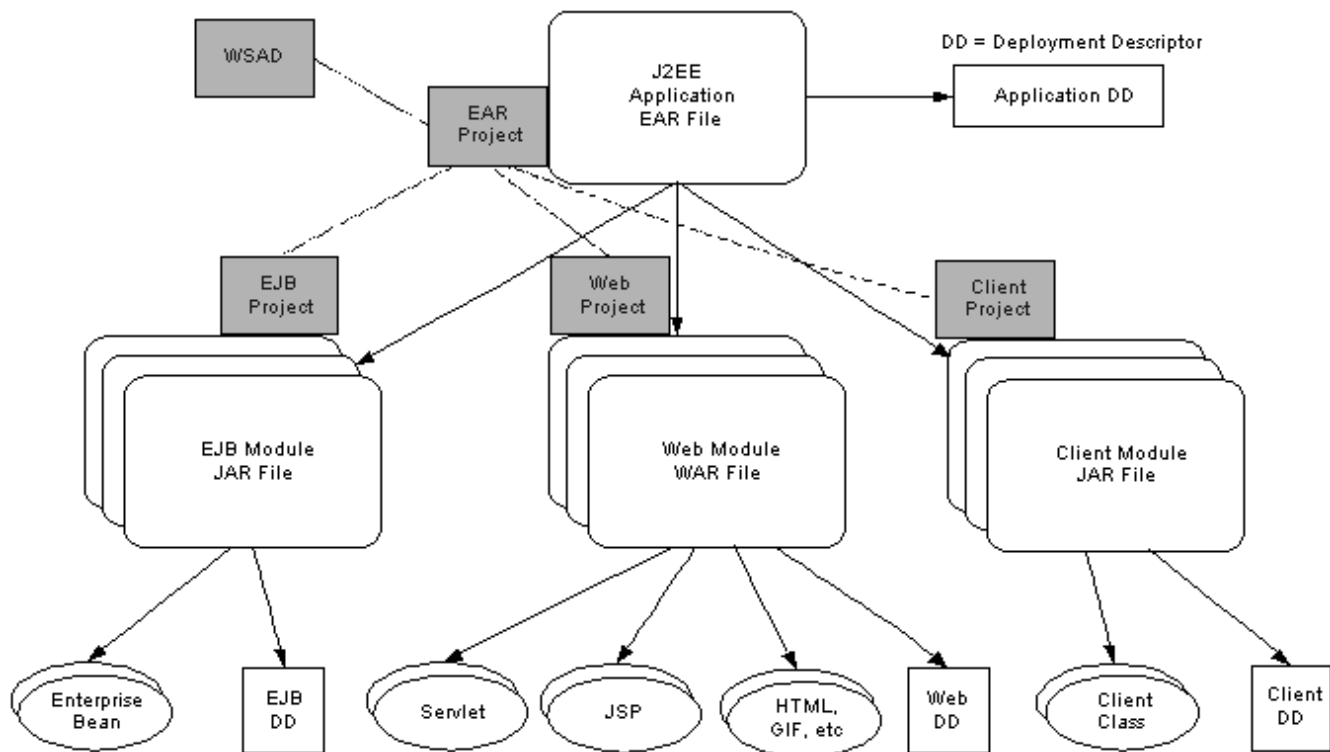 WSAD
EAR
Project
J2EE
Application
EAR File
DD = Deployment Descriptor
Application DD
EJB
Project
Web
Project
Client
Project
EJB Module
JAR File
Web Module
WAR File
Client Module
JAR File
Enterprise
Bean
EJB
DD
Servlet
JSP
HTML,
GIF, etc
Web
DD
Client
Class
Client
DD